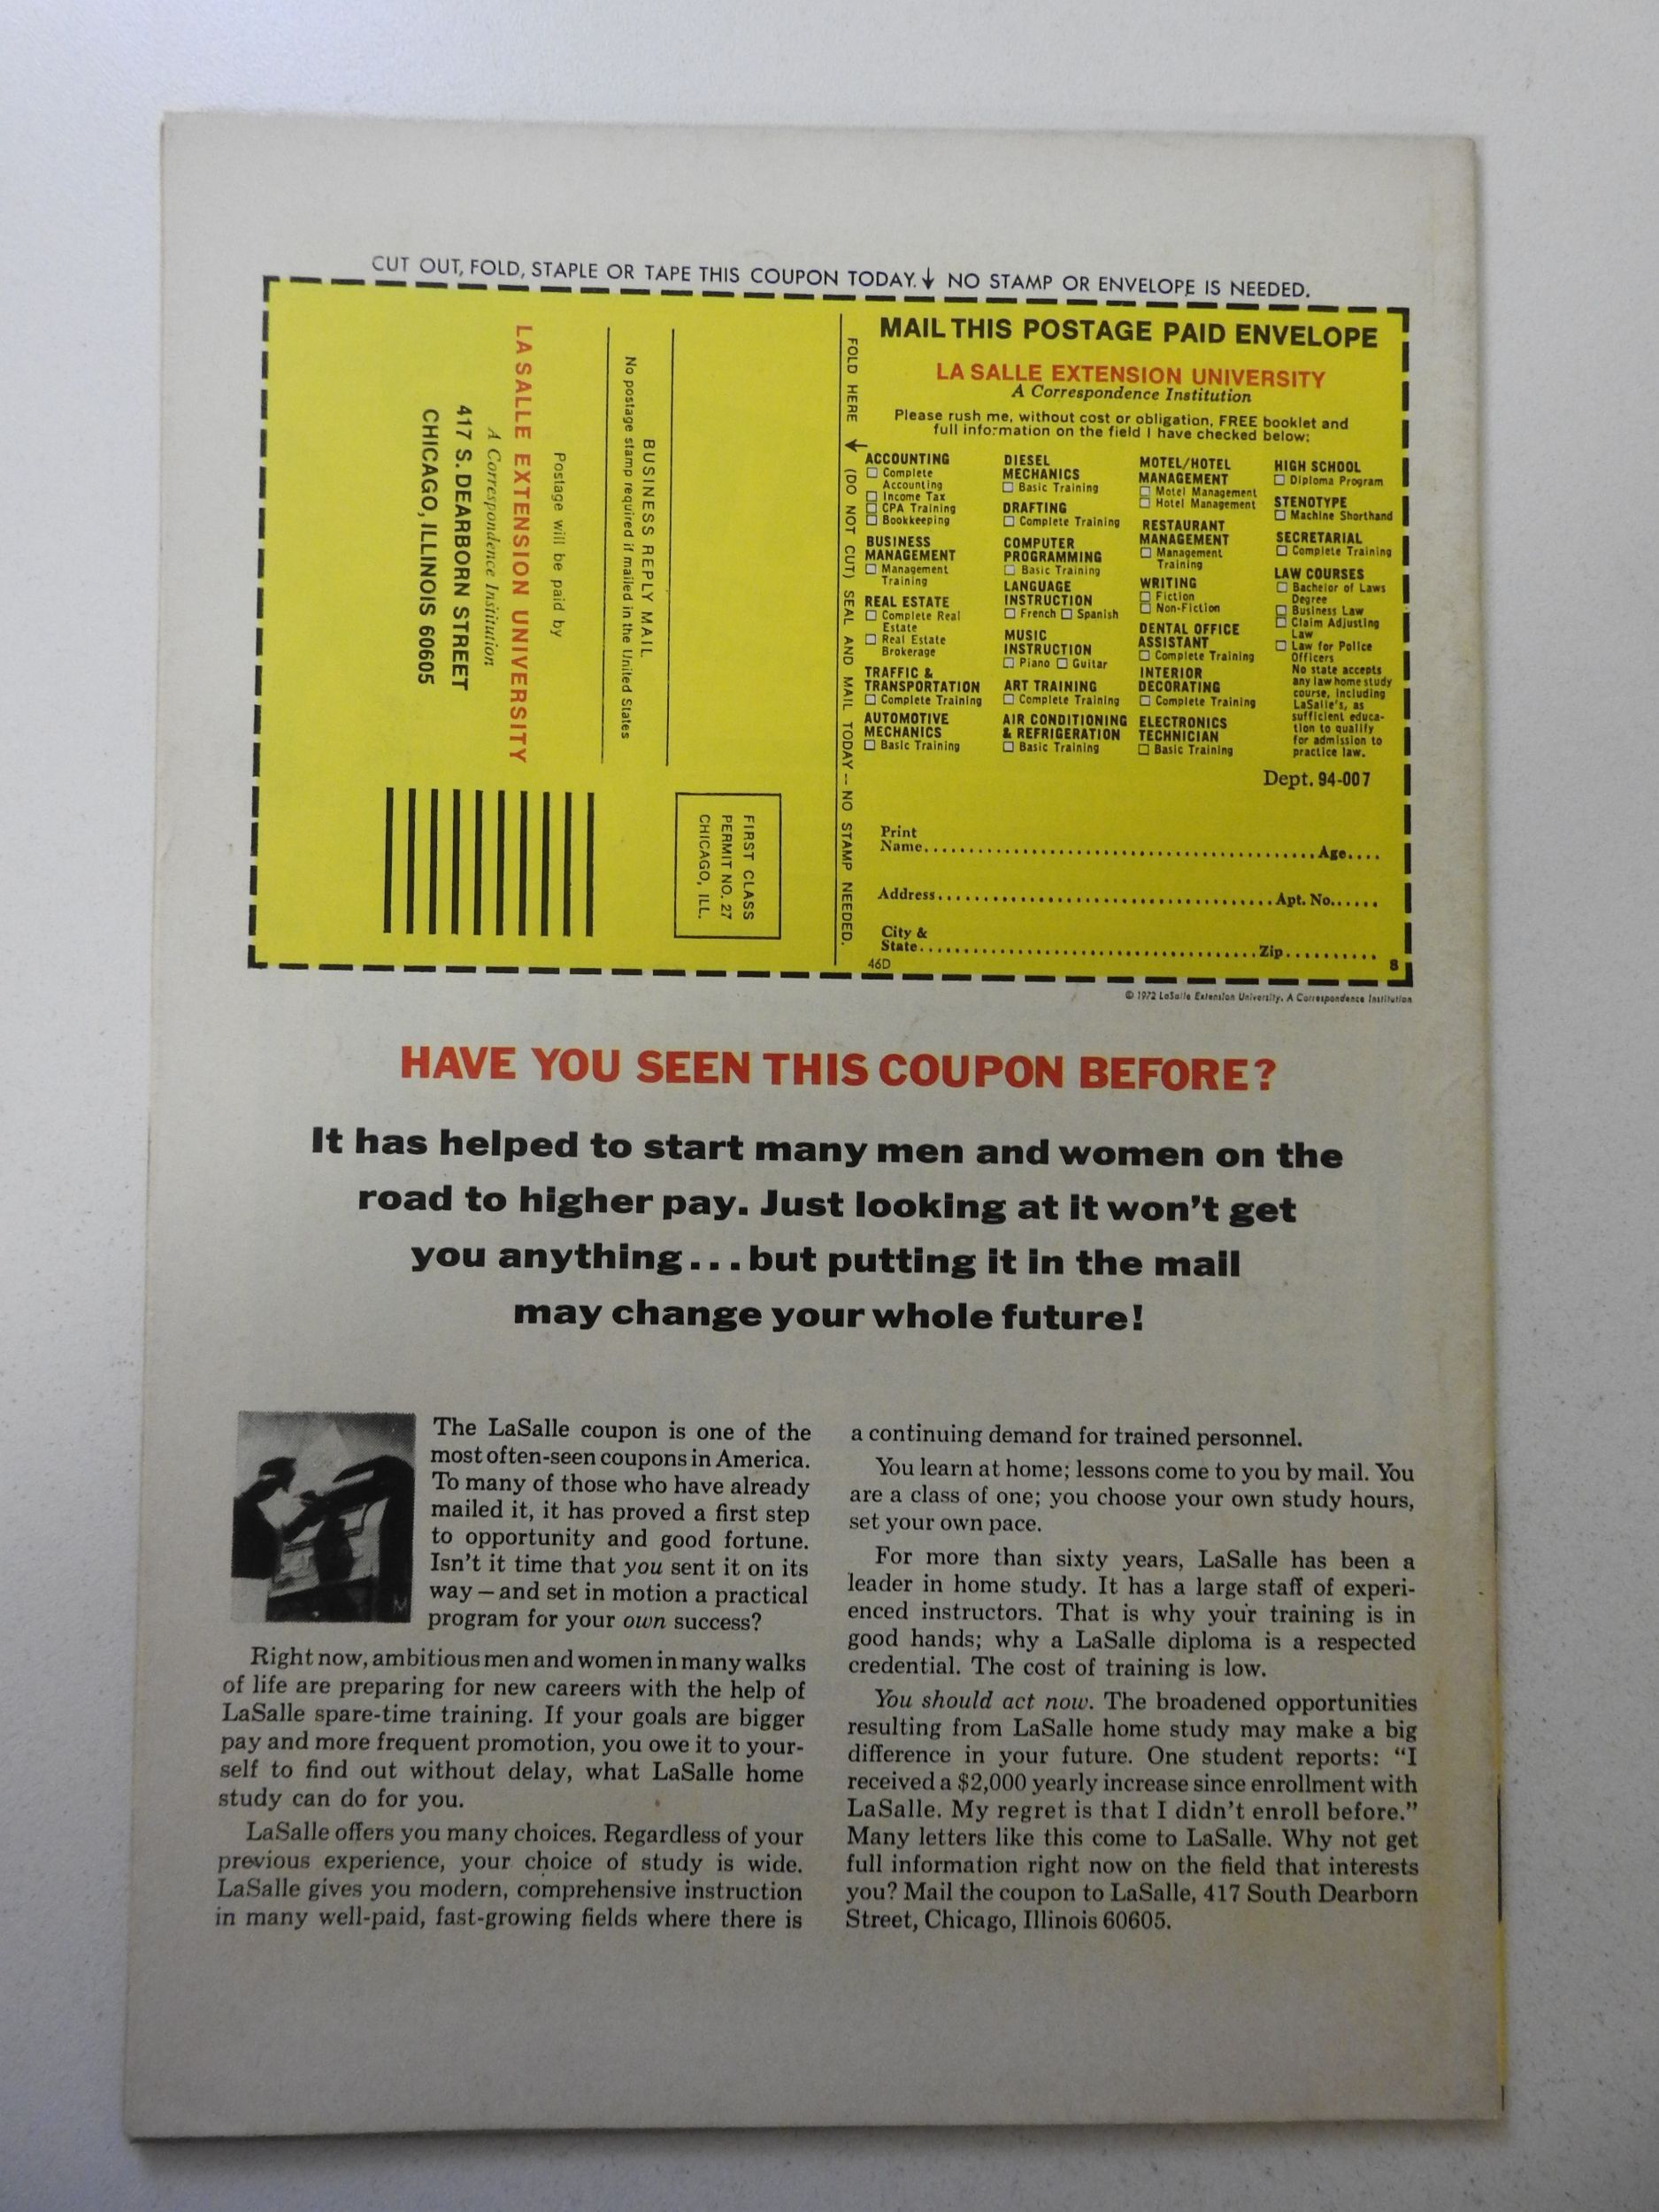 CUT OUT, FOLD, STAPLE OR TAPE THIS COUPON TODAY.↓ NO STAMP OR ENVELOPE IS NEEDED.
BUSINESS REPLY MAIL
No postage stamp required if mailed in the United States
Postage will be paid by
LA SALLE EXTENSION UNIVERSITY
A Correspondence Institution
417 S. DEARBORN STREET
CHICAGO, ILLINOIS 60605
FIRST CLASS
PERMIT NO. 27
CHICAGO, ILL.
FOLD HERE ↓ (DO NOT CUT) SEAL AND MAIL TODAY — NO STAMP NEEDED.
MAIL THIS POSTAGE PAID ENVELOPE
LA SALLE EXTENSION UNIVERSITY
A Correspondence Institution
Please rush me, without cost or obligation, FREE booklet and
full information on the field I have checked below:
ACCOUNTING
☐ Complete
Accounting
☐ Income Tax
☐ CPA Training
☐ Bookkeeping
BUSINESS
MANAGEMENT
☐ Management
Training
REAL ESTATE
☐ Complete Real
Estate
☐ Real Estate
Brokerage
TRAFFIC &
TRANSPORTATION
☐ Complete Training
AUTOMOTIVE
MECHANICS
☐ Basic Training
DIESEL
MECHANICS
☐ Basic Training
DRAFTING
☐ Complete Training
COMPUTER
PROGRAMMING
☐ Basic Training
LANGUAGE
INSTRUCTION
☐ French ☐ Spanish
MUSIC
INSTRUCTION
☐ Piano ☐ Guitar
ART TRAINING
☐ Complete Training
AIR CONDITIONING
& REFRIGERATION
☐ Basic Training
MOTEL/HOTEL
MANAGEMENT
☐ Motel Management
☐ Hotel Management
RESTAURANT
MANAGEMENT
☐ Management
Training
WRITING
☐ Fiction
☐ Non-Fiction
DENTAL OFFICE
ASSISTANT
☐ Complete Training
INTERIOR
DECORATING
☐ Complete Training
ELECTRONICS
TECHNICIAN
☐ Basic Training
HIGH SCHOOL
☐ Diploma Program
STENOTYPE
☐ Machine Shorthand
SECRETARIAL
☐ Complete Training
LAW COURSES
☐ Bachelor of Laws
Degree
☐ Business Law
☐ Claim Adjusting
Law
☐ Law for Police
Officers
No state accepts
any law home study
course, including
LaSalle's, as
sufficient educa-
tion to qualify
for admission to
practice law.
Dept. 94-007
Print
Name.......... Age....
Address.......... Apt. No......
City &
State.......... Zip..........
46D 8
© 1972 LaSalle Extension University, A Correspondence Institution
HAVE YOU SEEN THIS COUPON BEFORE?
It has helped to start many men and women on the
road to higher pay. Just looking at it won't get
you anything...but putting it in the mail
may change your whole future!
The LaSalle coupon is one of the
most often-seen coupons in America.
To many of those who have already
mailed it, it has proved a first step
to opportunity and good fortune.
Isn't it time that you sent it on its
way — and set in motion a practical
program for your own success?
Right now, ambitious men and women in many walks
of life are preparing for new careers with the help of
LaSalle spare-time training. If your goals are bigger
pay and more frequent promotion, you owe it to your-
self to find out without delay, what LaSalle home
study can do for you.
LaSalle offers you many choices. Regardless of your
previous experience, your choice of study is wide.
LaSalle gives you modern, comprehensive instruction
in many well-paid, fast-growing fields where there is
a continuing demand for trained personnel.
You learn at home; lessons come to you by mail. You
are a class of one; you choose your own study hours,
set your own pace.
For more than sixty years, LaSalle has been a
leader in home study. It has a large staff of experi-
enced instructors. That is why your training is in
good hands; why a LaSalle diploma is a respected
credential. The cost of training is low.
You should act now. The broadened opportunities
resulting from LaSalle home study may make a big
difference in your future. One student reports: "I
received a $2,000 yearly increase since enrollment with
LaSalle. My regret is that I didn't enroll before."
Many letters like this come to LaSalle. Why not get
full information right now on the field that interests
you? Mail the coupon to LaSalle, 417 South Dearborn
Street, Chicago, Illinois 60605.